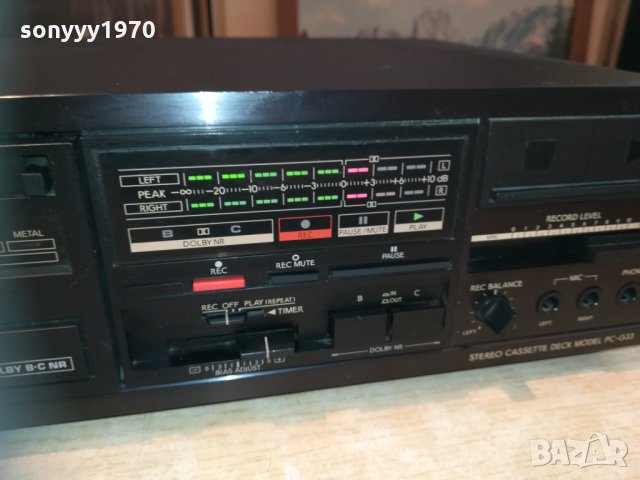 sonyyy1970
LEFT
L
PEAK -∞ -20 -10 -6 -3 0 +3 +6 +10 dB
RIGHT
R
METAL
B C
DOLBY NR
REC
PAUSE/MUTE
PLAY
RECORD LEVEL
MIN
REC
REC MUTE
PAUSE
REC OFF PLAY (REPEAT)
TIMER
B IN OUT C
DOLBY NR
BIAS ADJUST
REC BALANCE
LEFT
MIC
LEFT RIGHT
B-C NR
STEREO CASSETTE DECK MODEL PC-G33
BAZAR